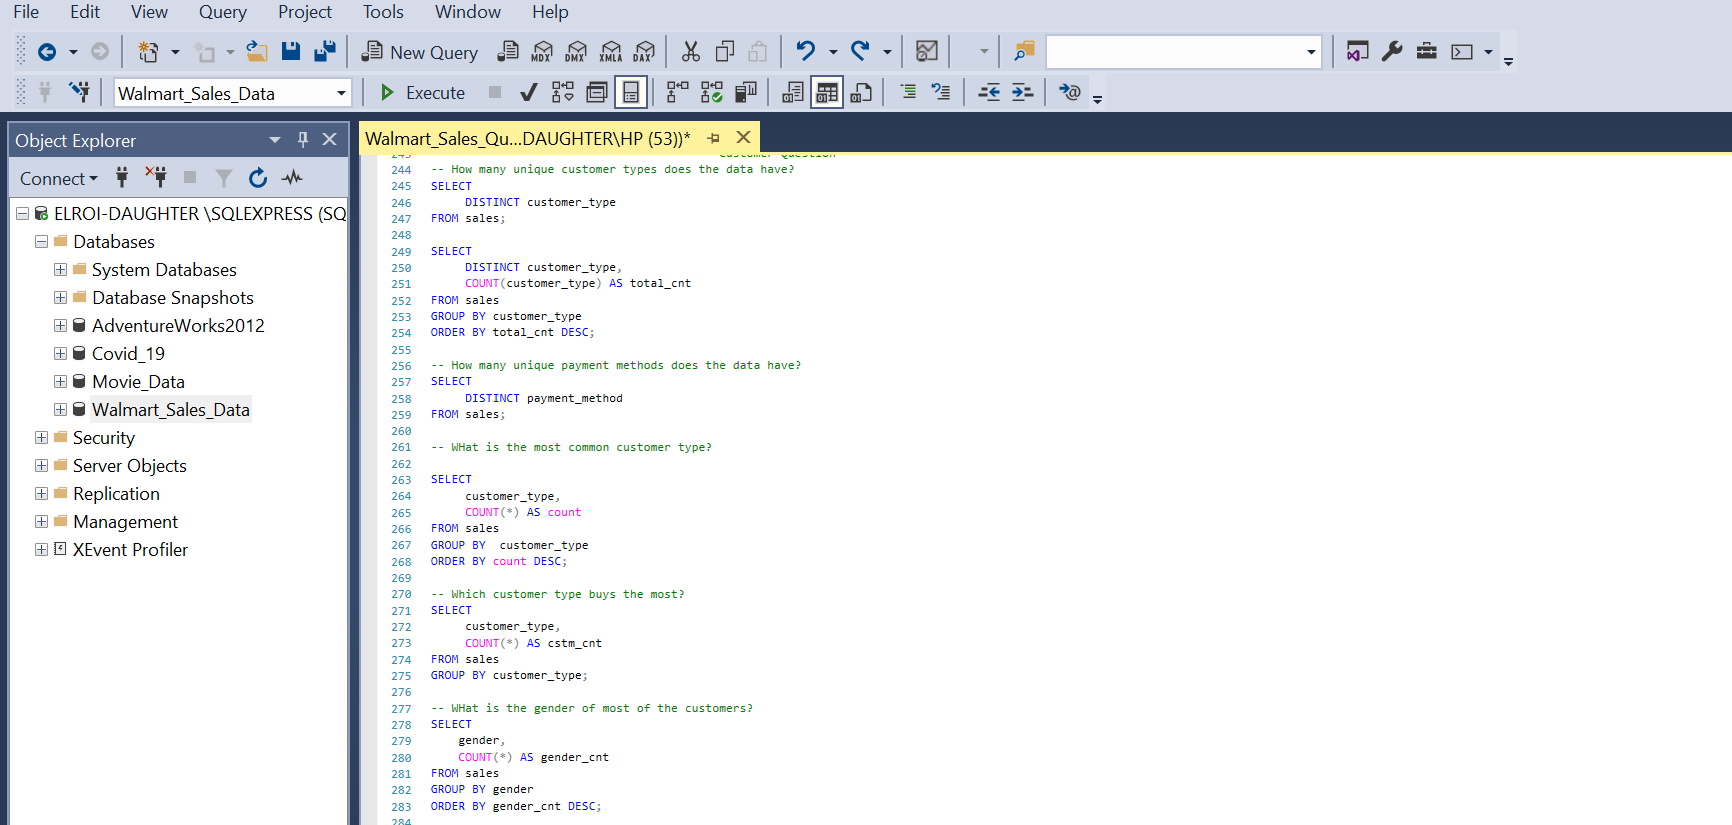 File Edit View Query Project Tools Window Help
New Query MDX DMX XMLA DAX
Walmart_Sales_Data Execute
Object Explorer
Connect
ELROI-DAUGHTER \SQLEXPRESS (SQ
Databases
System Databases
Database Snapshots
AdventureWorks2012
Covid_19
Movie_Data
Walmart_Sales_Data
Security
Server Objects
Replication
Management
XEvent Profiler
Walmart_Sales_Qu...DAUGHTER\HP (53))*
243 Customer Question
244 -- How many unique customer types does the data have?
245 SELECT
246 DISTINCT customer_type
247 FROM sales;
248
249 SELECT
250 DISTINCT customer_type,
251 COUNT(customer_type) AS total_cnt
252 FROM sales
253 GROUP BY customer_type
254 ORDER BY total_cnt DESC;
255
256 -- How many unique payment methods does the data have?
257 SELECT
258 DISTINCT payment_method
259 FROM sales;
260
261 -- WHat is the most common customer type?
262
263 SELECT
264 customer_type,
265 COUNT(*) AS count
266 FROM sales
267 GROUP BY  customer_type
268 ORDER BY count DESC;
269
270 -- Which customer type buys the most?
271 SELECT
272 customer_type,
273 COUNT(*) AS cstm_cnt
274 FROM sales
275 GROUP BY customer_type;
276
277 -- WHat is the gender of most of the customers?
278 SELECT
279 gender,
280 COUNT(*) AS gender_cnt
281 FROM sales
282 GROUP BY gender
283 ORDER BY gender_cnt DESC;
284